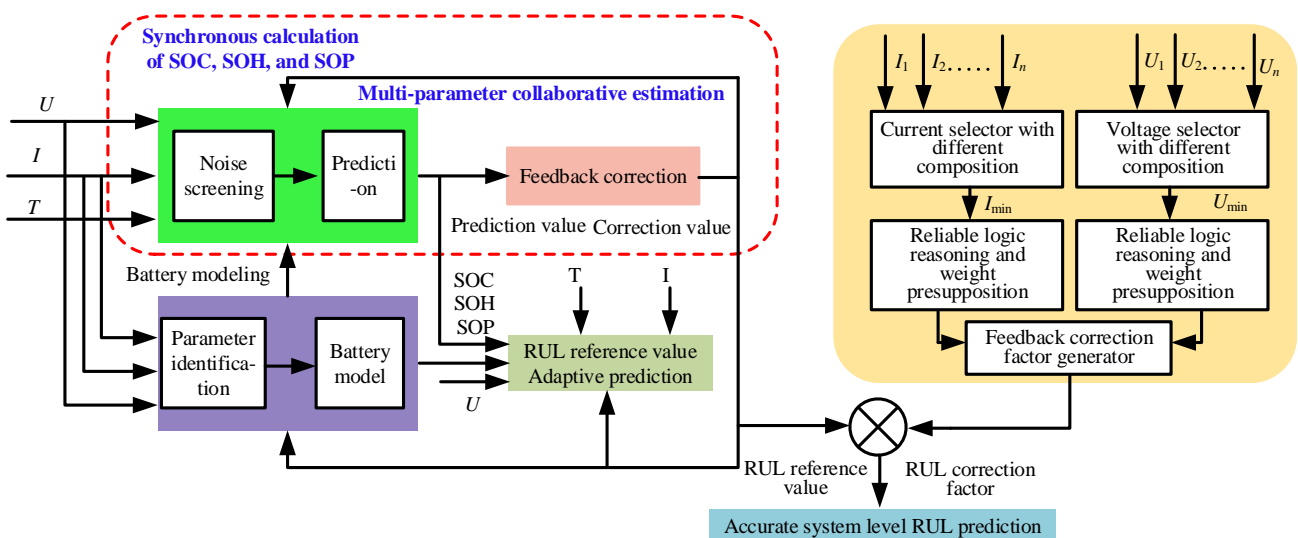 Synchronous calculation
of SOC, SOH, and SOP
Multi-parameter collaborative estimation
U
I
T
Noise
screening
Predicti
-on
Feedback correction
Prediction value
Correction value
Battery modeling
SOC
SOH
SOP
T
I
Parameter
identifica-
tion
Battery
model
RUL reference value
Adaptive prediction
U
I1
I2.....
In
U1
U2.....
Un
Current selector with
different
composition
Voltage selector
with different
composition
Imin
Umin
Reliable logic
reasoning and
weight
presupposition
Reliable logic
reasoning and
weight
presupposition
Feedback correction
factor generator
RUL reference
value
RUL correction
factor
Accurate system level RUL prediction